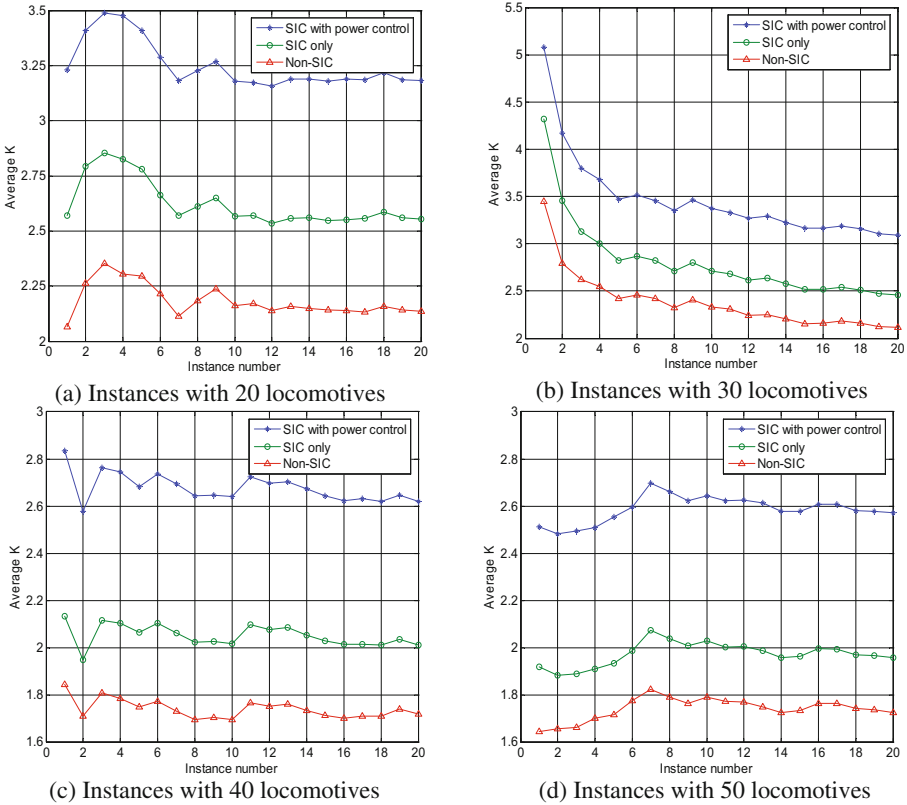 3.5
3.25
3
2.75
2.5
2.25
2
Average K
SIC with power control
SIC only
Non-SIC
0 2 4 6 8 10 12 14 16 18 20
Instance number
(a) Instances with 20 locomotives
5.5
5
4.5
4
3.5
3
2.5
2
Average K
SIC with power control
SIC only
Non-SIC
0 2 4 6 8 10 12 14 16 18 20
Instance number
(b) Instances with 30 locomotives
3
2.8
2.6
2.4
2.2
2
1.8
1.6
Average K
SIC with power control
SIC only
Non-SIC
0 2 4 6 8 10 12 14 16 18 20
Instance number
(c) Instances with 40 locomotives
3
2.8
2.6
2.4
2.2
2
1.8
1.6
Average K
SIC with power control
SIC only
Non-SIC
0 2 4 6 8 10 12 14 16 18 20
Instance number
(d) Instances with 50 locomotives